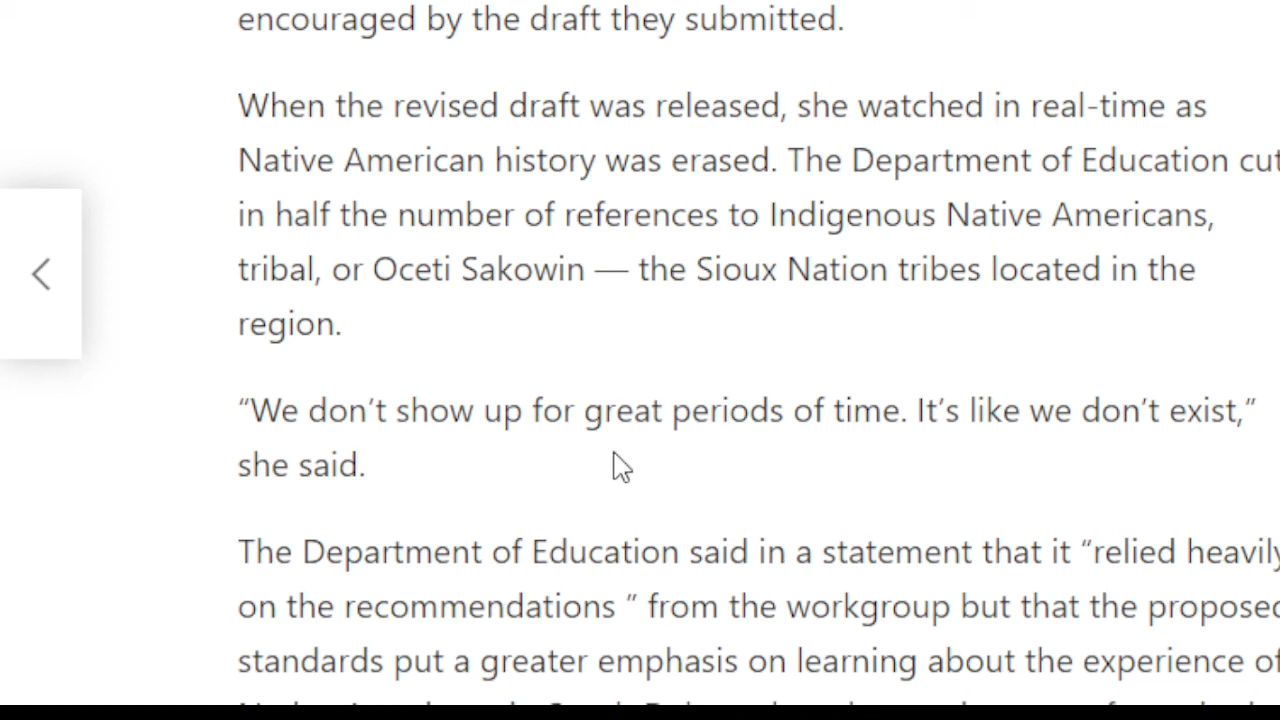 encouraged by the draft they submitted.
When the revised draft was released, she watched in real-time as
Native American history was erased. The Department of Education cut
in half the number of references to Indigenous Native Americans,
tribal, or Oceti Sakowin — the Sioux Nation tribes located in the
region.
“We don’t show up for great periods of time. It’s like we don’t exist,”
she said.
The Department of Education said in a statement that it “relied heavily
on the recommendations ” from the workgroup but that the proposed
standards put a greater emphasis on learning about the experience of